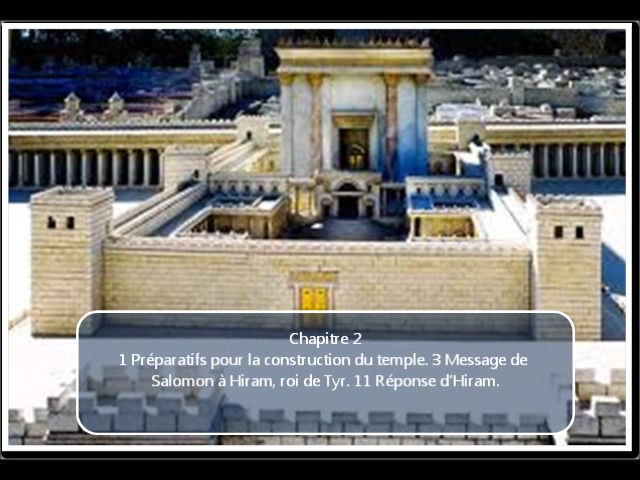 Chapitre 2
1 Préparatifs pour la construction du temple. 3 Message de
Salomon à Hiram, roi de Tyr. 11 Réponse d’Hiram.